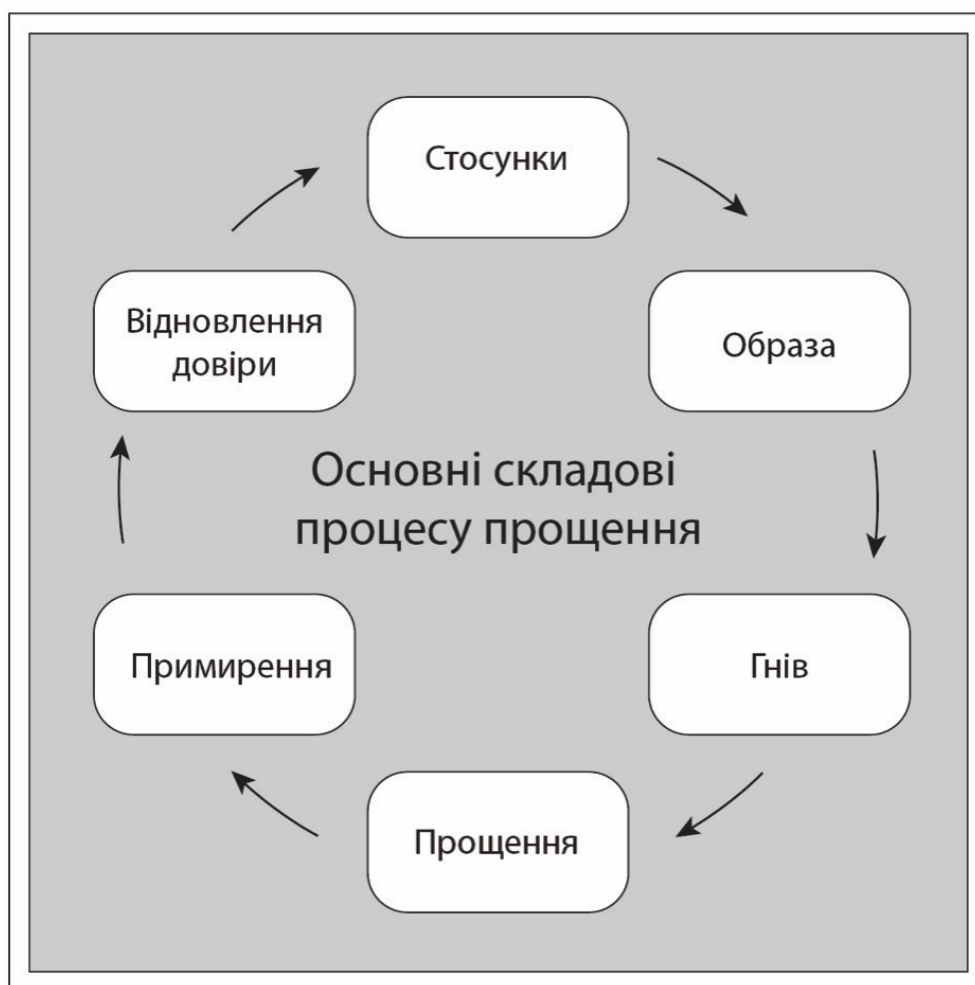 Стосунки
Образа
Гнів
Прощення
Примирення
Відновлення
довіри
Основні складові
процесу прощення